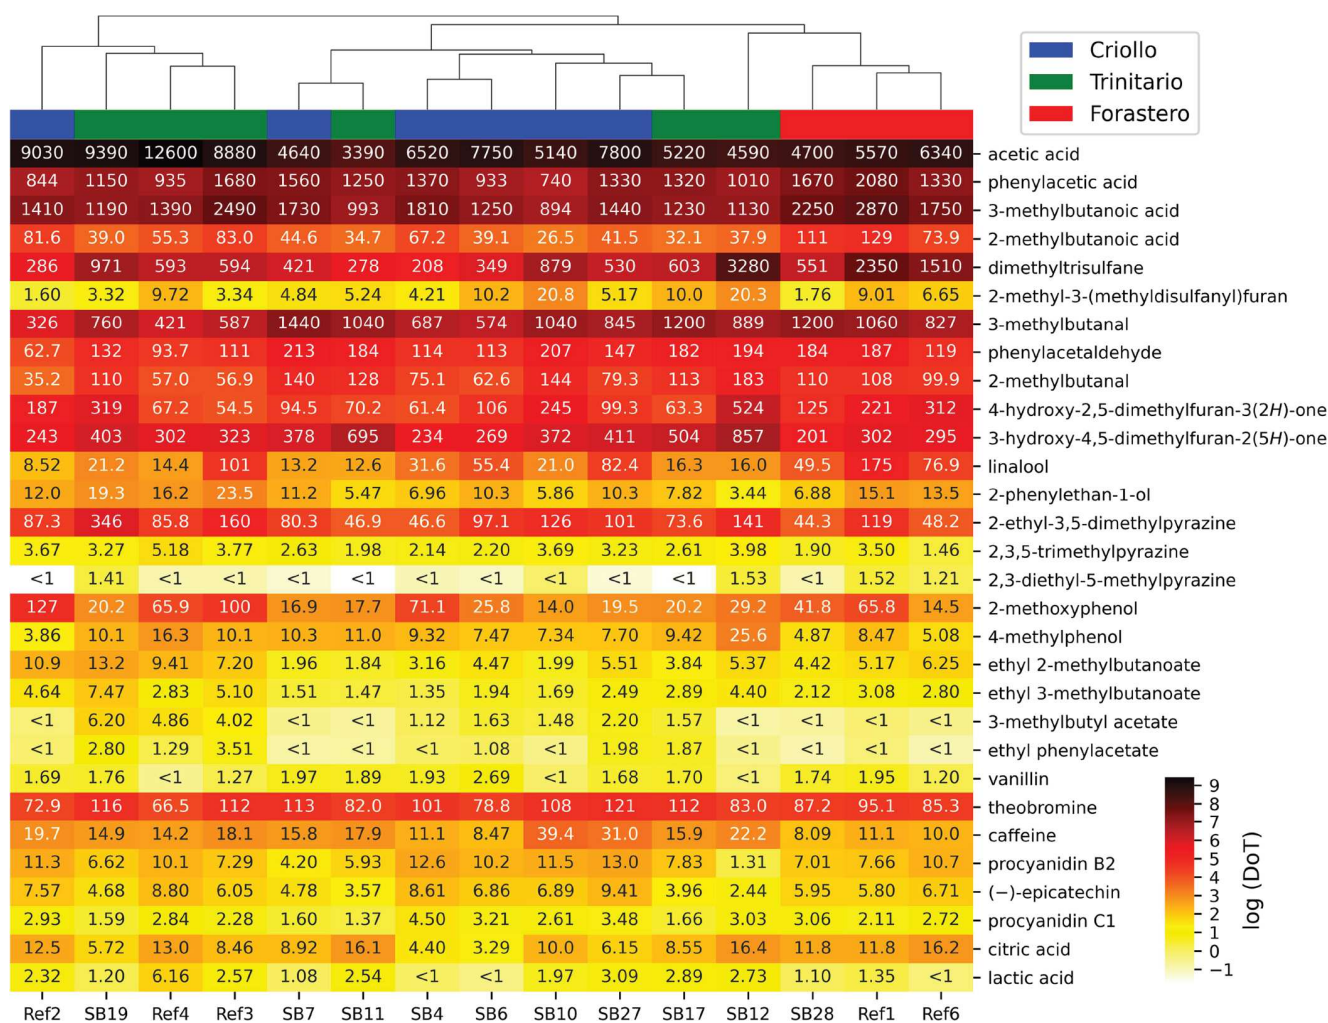 Criollo
Trinitario
Forastero
9030 9390 12600 8880 4640 3390 6520 7750 5140 7800 5220 4590 4700 5570 6340 acetic acid
844 1150 935 1680 1560 1250 1370 933 740 1330 1320 1010 1670 2080 1330 phenylacetic acid
1410 1190 1390 2490 1730 993 1810 1250 894 1440 1230 1130 2250 2870 1750 3-methylbutanoic acid
81.6 39.0 55.3 83.0 44.6 34.7 67.2 39.1 26.5 41.5 32.1 37.9 111 129 73.9 2-methylbutanoic acid
286 971 593 594 421 278 208 349 879 530 603 3280 551 2350 1510 dimethyltrisulfane
1.60 3.32 9.72 3.34 4.84 5.24 4.21 10.2 20.8 5.17 10.0 20.3 1.76 9.01 6.65 2-methyl-3-(methyldisulfanyl)furan
326 760 421 587 1440 1040 687 574 1040 845 1200 889 1200 1060 827 3-methylbutanal
62.7 132 93.7 111 213 184 114 113 207 147 182 194 184 187 119 phenylacetaldehyde
35.2 110 57.0 56.9 140 128 75.1 62.6 144 79.3 113 183 110 108 99.9 2-methylbutanal
187 319 67.2 54.5 94.5 70.2 61.4 106 245 99.3 63.3 524 125 221 312 4-hydroxy-2,5-dimethylfuran-3(2H)-one
243 403 302 323 378 695 234 269 372 411 504 857 201 302 295 3-hydroxy-4,5-dimethylfuran-2(5H)-one
8.52 21.2 14.4 101 13.2 12.6 31.6 55.4 21.0 82.4 16.3 16.0 49.5 175 76.9 linalool
12.0 19.3 16.2 23.5 11.2 5.47 6.96 10.3 5.86 10.3 7.82 3.44 6.88 15.1 13.5 2-phenylethan-1-ol
87.3 346 85.8 160 80.3 46.9 46.6 97.1 126 101 73.6 141 44.3 119 48.2 2-ethyl-3,5-dimethylpyrazine
3.67 3.27 5.18 3.77 2.63 1.98 2.14 2.20 3.69 3.23 2.61 3.98 1.90 3.50 1.46 2,3,5-trimethylpyrazine
<1 1.41 <1 <1 <1 <1 <1 <1 <1 <1 <1 1.53 <1 1.52 1.21 2,3-diethyl-5-methylpyrazine
127 20.2 65.9 100 16.9 17.7 71.1 25.8 14.0 19.5 20.2 29.2 41.8 65.8 14.5 2-methoxyphenol
3.86 10.1 16.3 10.1 10.3 11.0 9.32 7.47 7.34 7.70 9.42 25.6 4.87 8.47 5.08 4-methylphenol
10.9 13.2 9.41 7.20 1.96 1.84 3.16 4.47 1.99 5.51 3.84 5.37 4.42 5.17 6.25 ethyl 2-methylbutanoate
4.64 7.47 2.83 5.10 1.51 1.47 1.35 1.94 1.69 2.49 2.89 4.40 2.12 3.08 2.80 ethyl 3-methylbutanoate
<1 6.20 4.86 4.02 <1 <1 1.12 1.63 1.48 2.20 1.57 <1 <1 <1 <1 3-methylbutyl acetate
<1 2.80 1.29 3.51 <1 <1 <1 1.08 <1 1.98 1.87 <1 <1 <1 <1 ethyl phenylacetate
1.69 1.76 <1 1.27 1.97 1.89 1.93 2.69 <1 1.68 1.70 <1 1.74 1.95 1.20 vanillin
72.9 116 66.5 112 113 82.0 101 78.8 108 121 112 83.0 87.2 95.1 85.3 theobromine
19.7 14.9 14.2 18.1 15.8 17.9 11.1 8.47 39.4 31.0 15.9 22.2 8.09 11.1 10.0 caffeine
11.3 6.62 10.1 7.29 4.20 5.93 12.6 10.2 11.5 13.0 7.83 1.31 7.01 7.66 10.7 procyanidin B2
7.57 4.68 8.80 6.05 4.78 3.57 8.61 6.86 6.89 9.41 3.96 2.44 5.95 5.80 6.71 (−)-epicatechin
2.93 1.59 2.84 2.28 1.60 1.37 4.50 3.21 2.61 3.48 1.66 3.03 3.06 2.11 2.72 procyanidin C1
12.5 5.72 13.0 8.46 8.92 16.1 4.40 3.29 10.0 6.15 8.55 16.4 11.8 11.8 16.2 citric acid
2.32 1.20 6.16 2.57 1.08 2.54 <1 <1 1.97 3.09 2.89 2.73 1.10 1.35 <1 lactic acid
Ref2 SB19 Ref4 Ref3 SB7 SB11 SB4 SB6 SB10 SB27 SB17 SB12 SB28 Ref1 Ref6
9
8
7
6
5
4
3
2
1
0
−1
log (DoT)